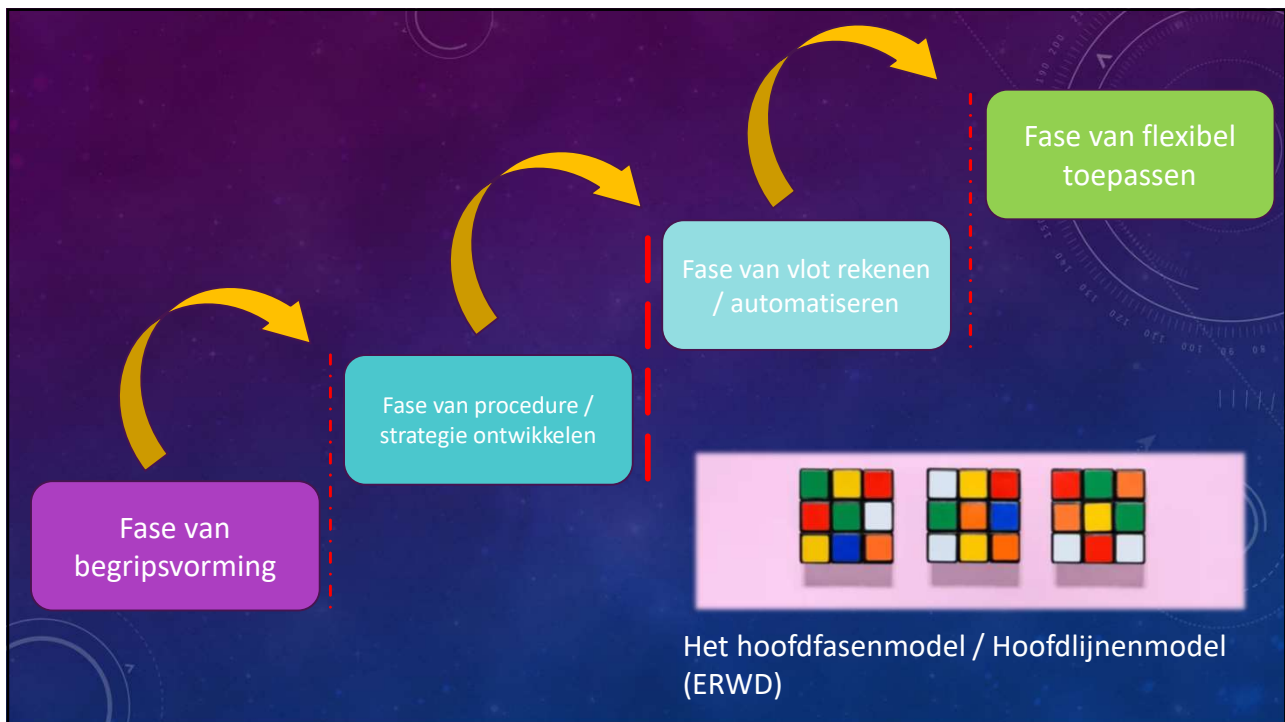 Fase van flexibel
toepassen
Fase van vlot rekenen
/ automatiseren
Fase van procedure /
strategie ontwikkelen
Fase van
begripsvorming
Het hoofdfasenmodel / Hoofdlijnenmodel
(ERWD)